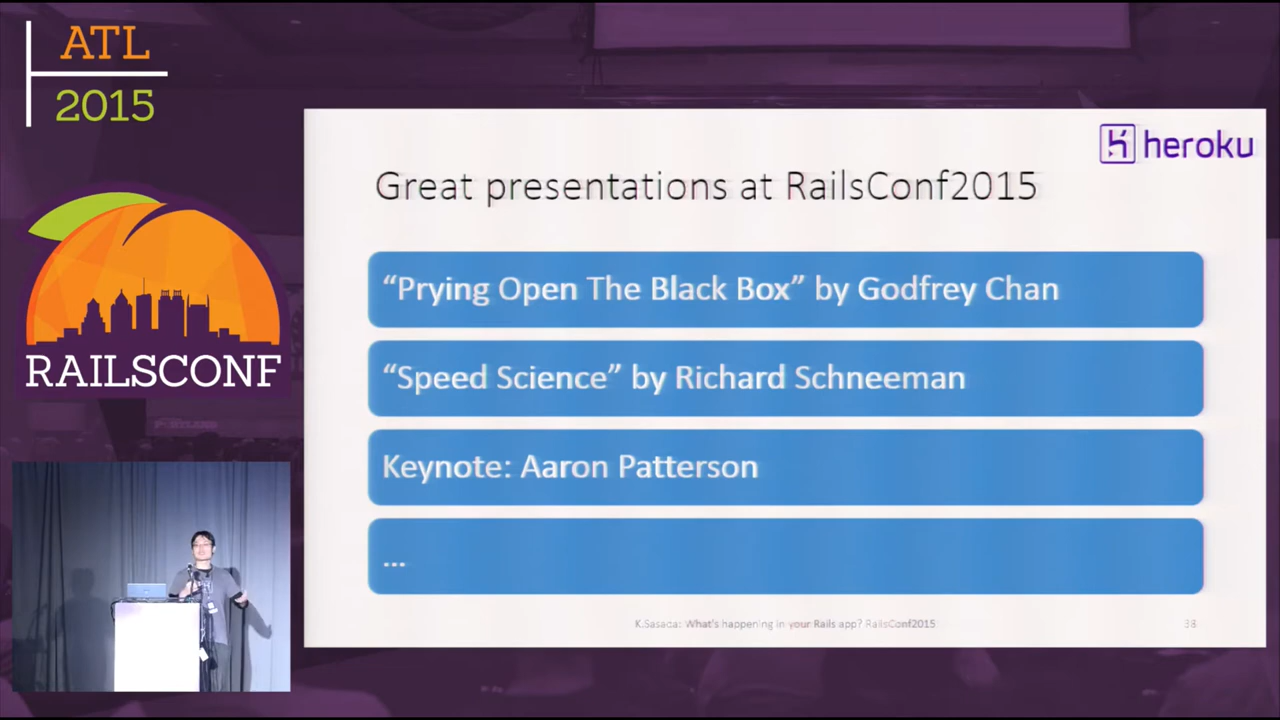 ATL
2015
RAILSCONF
heroku
Great presentations at RailsConf2015
“Prying Open The Black Box” by Godfrey Chan
“Speed Science” by Richard Schneeman
Keynote: Aaron Patterson
...
K.Sasada: What's happening in your Rails app? RailsConf2015
38